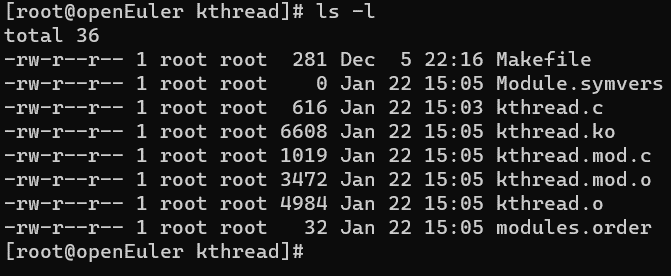 [root@openEuler kthread]# ls -l
total 36
-rw-r--r-- 1 root root  281 Dec  5 22:16 Makefile
-rw-r--r-- 1 root root    0 Jan 22 15:05 Module.symvers
-rw-r--r-- 1 root root  616 Jan 22 15:03 kthread.c
-rw-r--r-- 1 root root 6608 Jan 22 15:05 kthread.ko
-rw-r--r-- 1 root root 1019 Jan 22 15:05 kthread.mod.c
-rw-r--r-- 1 root root 3472 Jan 22 15:05 kthread.mod.o
-rw-r--r-- 1 root root 4984 Jan 22 15:05 kthread.o
-rw-r--r-- 1 root root   32 Jan 22 15:05 modules.order
[root@openEuler kthread]#